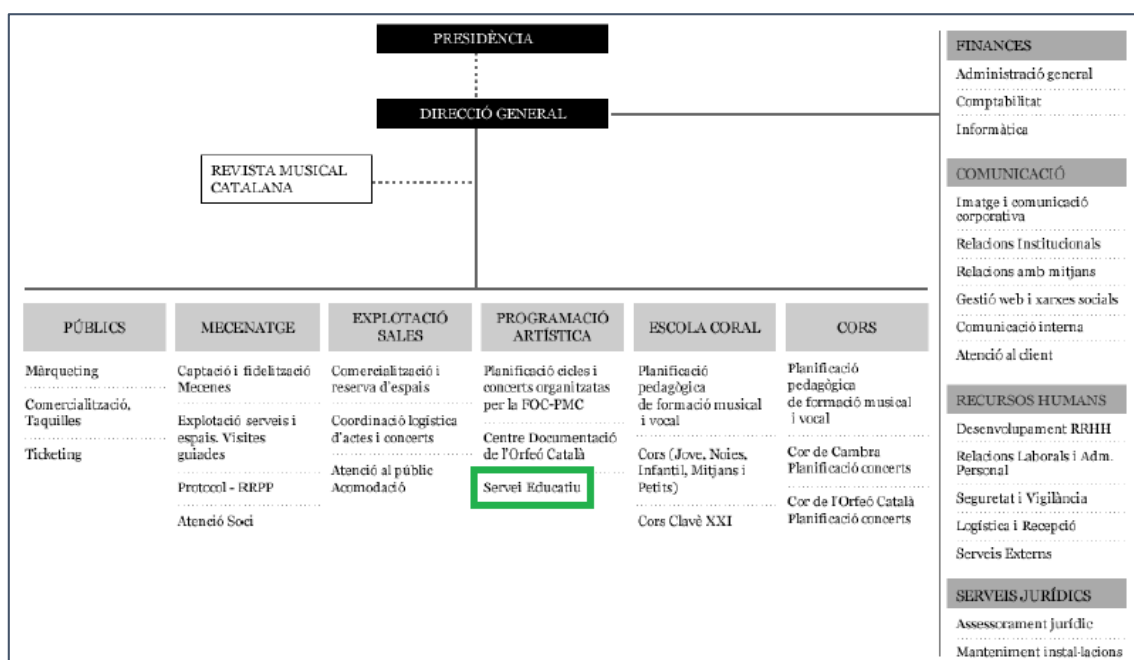 PRESIDÈNCIA
DIRECCIÓ GENERAL
REVISTA MUSICAL
CATALANA
PÚBLICS
Màrqueting
Comercialització,
Taquilles
Ticketing
MECENATGE
Captació i fidelització
Mecenes
Explotació serveis i
espais. Visites
guiades
Protocol - RRPP
Atenció Soci
EXPLOTACIÓ
SALES
Comercialització i
reserva d'espais
Coordinació logística
d'actes i concerts
Atenció al públic
Acomodació
PROGRAMACIÓ
ARTÍSTICA
Planificació cicles i
concerts organitzatas
per la FOC-PMC
Centre Documentació
de l'Orfeó Català
Servei Educatiu
ESCOLA CORAL
Planificació
pedagògica
de formació musical
i vocal
Cors (Jove, Noies,
Infantil, Mitjans i
Petits)
Cors Clavè XXI
CORS
Planificació
pedagògica
de formació musical
i vocal
Cor de Cambra
Planificació concerts
Cor de l'Orfeó Català
Planificació concerts
FINANCES
Administració general
Comptabilitat
Informàtica
COMUNICACIÓ
Imatge i comunicació
corporativa
Relacions Institucionals
Relacions amb mitjans
Gestió web i xarxes socials
Comunicació interna
Atenció al client
RECURSOS HUMANS
Desenvolupament RRHH
Relacions Laborals i Adm.
Personal
Seguretat i Vigilància
Logística i Recepció
Serveis Externs
SERVEIS JURÍDICS
Assessorament jurídic
Manteniment instal·lacions